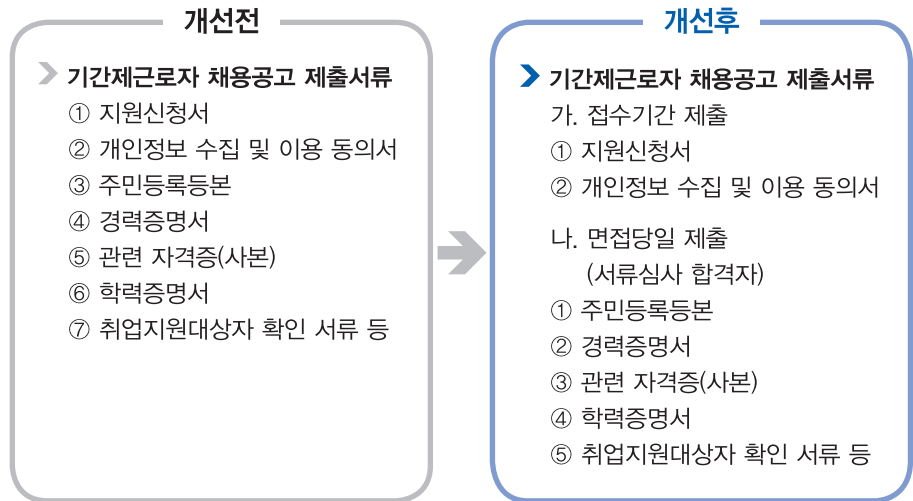 개선전
기간제근로자 채용공고 제출서류
① 지원신청서
② 개인정보 수집 및 이용 동의서
③ 주민등록등본
④ 경력증명서
⑤ 관련 자격증(사본)
⑥ 학력증명서
⑦ 취업지원대상자 확인 서류 등
개선후
기간제근로자 채용공고 제출서류
가. 접수기간 제출
① 지원신청서
② 개인정보 수집 및 이용 동의서
나. 면접당일 제출
(서류심사 합격자)
① 주민등록등본
② 경력증명서
③ 관련 자격증(사본)
④ 학력증명서
⑤ 취업지원대상자 확인 서류 등